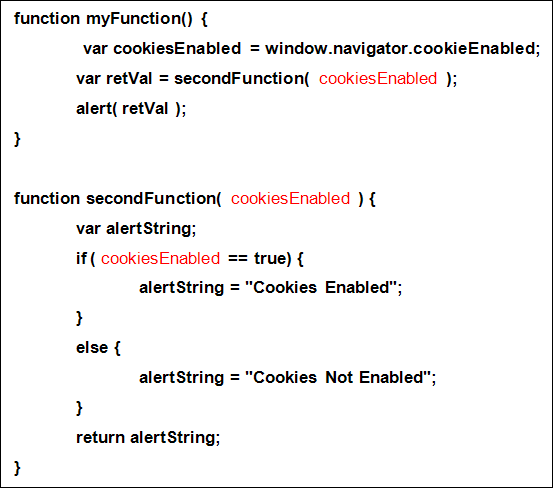 function myFunction() {
var cookiesEnabled = window.navigator.cookieEnabled;
var retVal = secondFunction( cookiesEnabled );
alert( retVal );
}
function secondFunction( cookiesEnabled ) {
var alertString;
if ( cookiesEnabled == true) {
alertString = "Cookies Enabled";
}
else {
alertString = "Cookies Not Enabled";
}
return alertString;
}